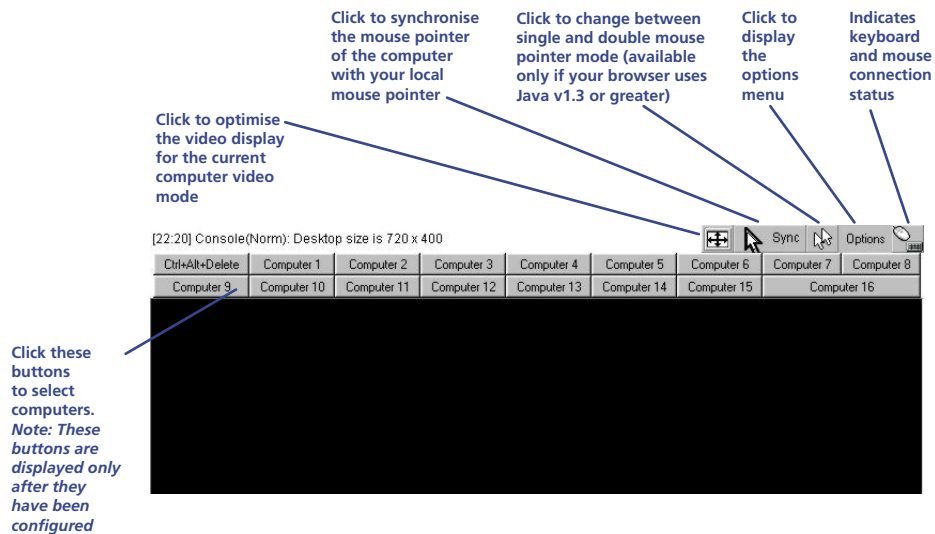 Click to synchronise
the mouse pointer
of the computer
with your local
mouse pointer
Click to change between
single and double mouse
pointer mode (available
only if your browser uses
Java v1.3 or greater)
Click to
display
the
options
menu
Indicates
keyboard
and mouse
connection
status
Click to optimise
the video display
for the current
computer video
mode
[22:20] Console(Norm): Desktop size is 720 x 400
Sync
Options
Ctrl+Alt+Delete Computer 1 Computer 2 Computer 3 Computer 4 Computer 5 Computer 6 Computer 7 Computer 8
Computer 9 Computer 10 Computer 11 Computer 12 Computer 13 Computer 14 Computer 15 Computer 16
Click these
buttons
to select
computers.
Note: These
buttons are
displayed only
after they
have been
configured